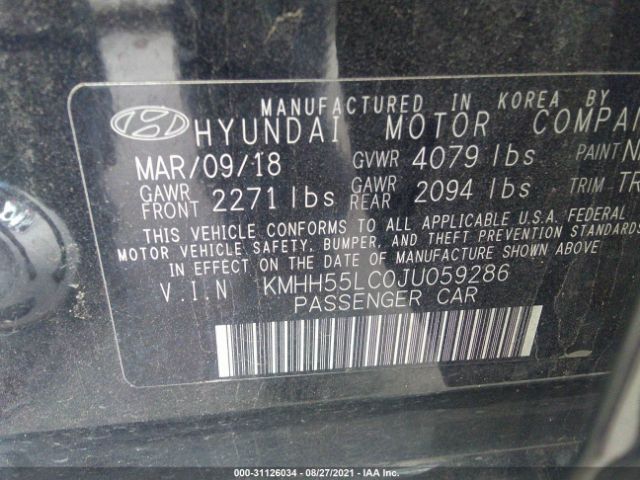 MANUFACTURED IN KOREA BY
HYUNDAI MOTOR
MAR/09/18 GVWR 4079 lbs PAINT
GAWR FRONT 2271 lbs GAWR REAR 2094 lbs TRIM
THIS VEHICLE CONFORMS TO ALL APPLICABLE U.S.A. FEDERAL
MOTOR VEHICLE SAFETY, BUMPER, AND THEFT PREVENTION STANDARDS
IN EFFECT ON THE DATE OF MANUFACTURE SHOWN ABOVE
V.I.N KMHH55LC0JU059286
PASSENGER CAR
000-31126034 - 08/27/2021 - IAA Inc.